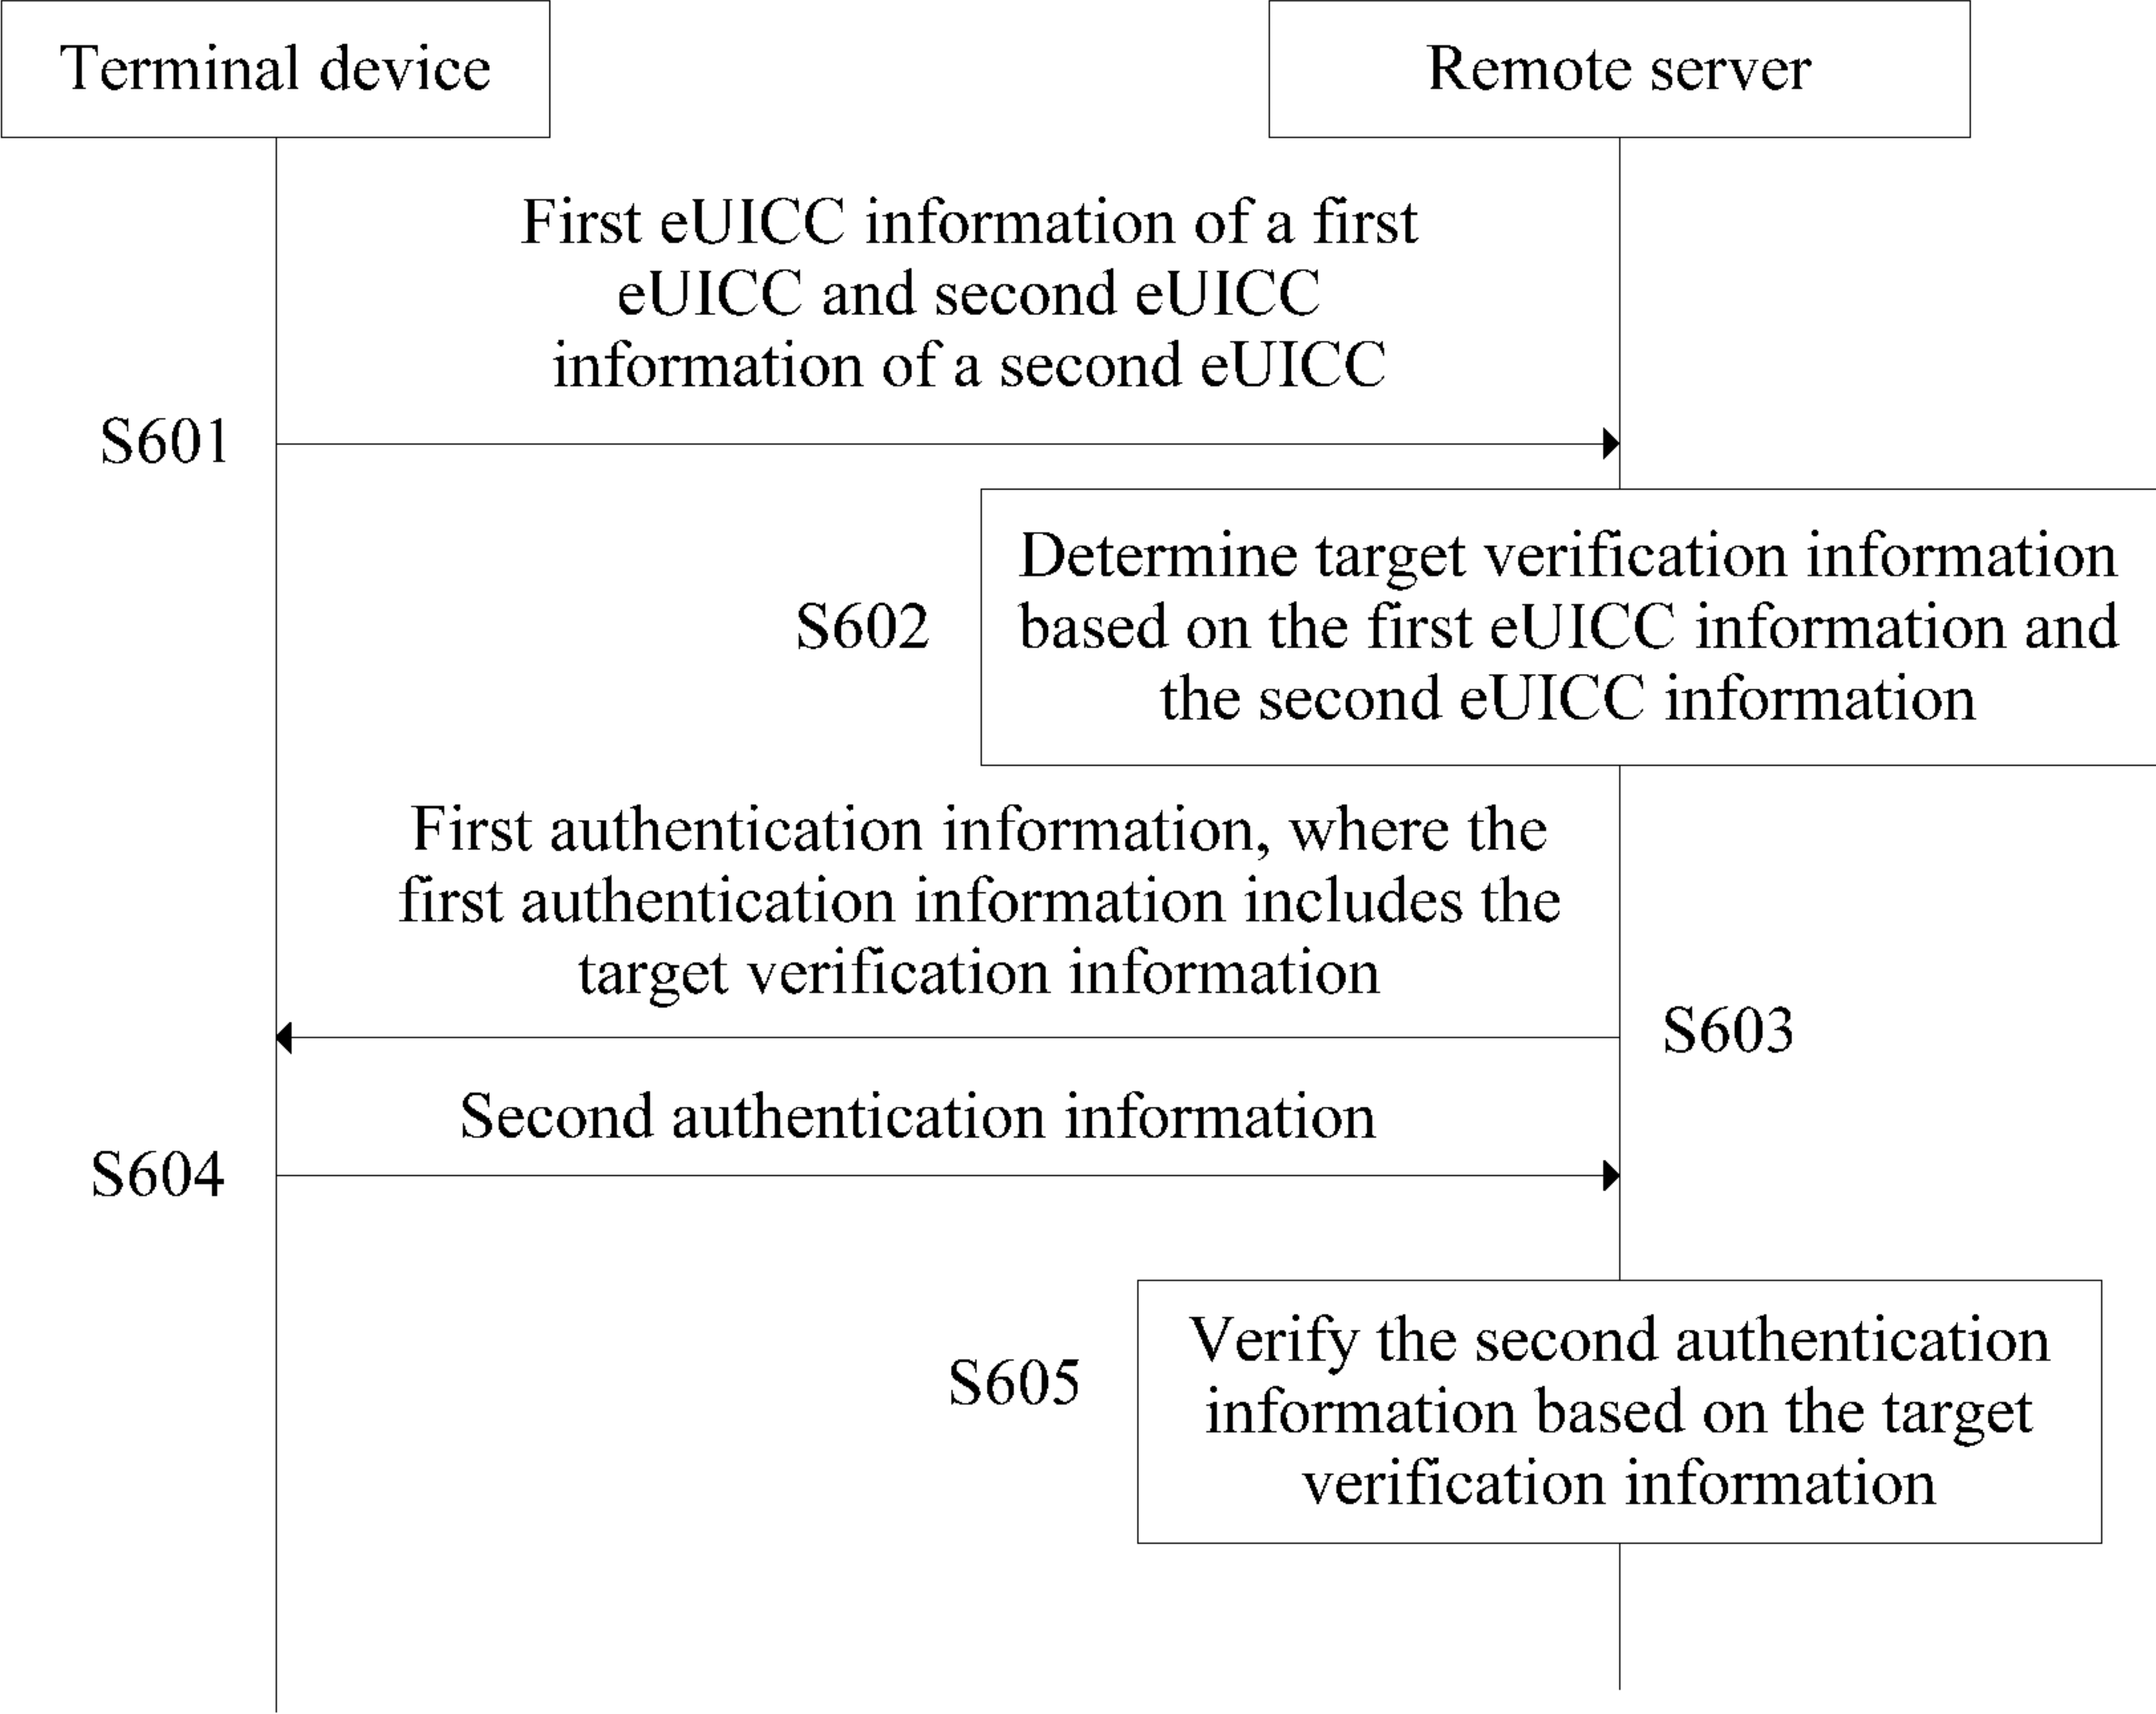 Terminal device
Remote server
First eUICC information of a first
eUICC and second eUICC
information of a second eUICC
S601
Determine target verification information
based on the first eUICC information and
the second eUICC information
S602
First authentication information, where the
first authentication information includes the
target verification information
S603
Second authentication information
S604
Verify the second authentication
information based on the target
verification information
S605